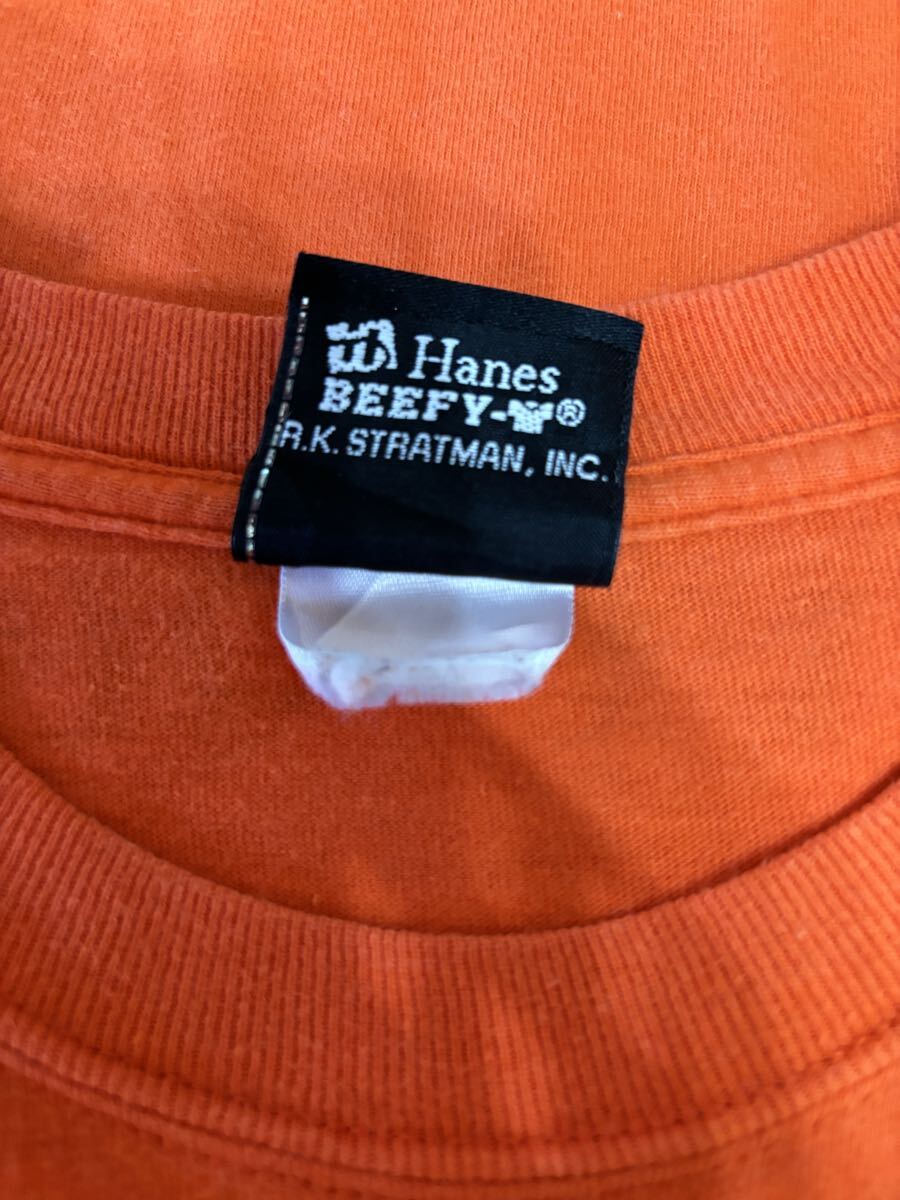 Hanes
BEEFY-T®
R.K. STRATMAN, INC.